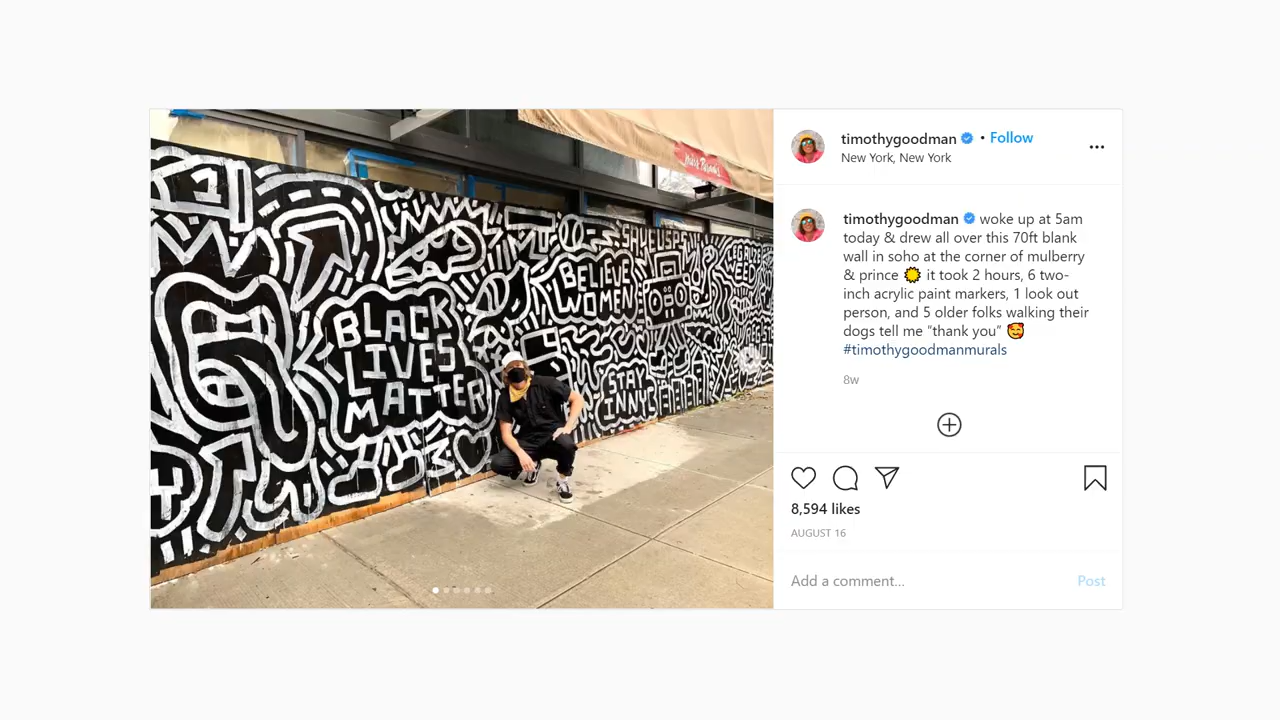 BLACK
LIVES
MATTER
BELIEVE
WOMEN
SAVE USPS
LEGALIZE
STAY
timothygoodman • Follow
New York, New York
timothygoodman woke up at 5am
today & drew all over this 70ft blank
wall in soho at the corner of mulberry
& prince 🌞 it took 2 hours, 6 two-
inch acrylic paint markers, 1 look out
person, and 5 older folks walking their
dogs tell me “thank you” 🥰
#timothygoodmanmurals
8w
8,594 likes
AUGUST 16
Add a comment...
Post